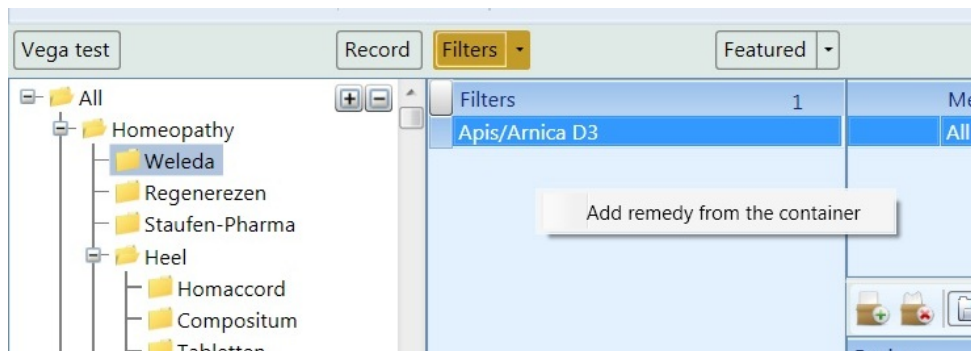 Vega test
Record
Filters
Featured
All
Homeopathy
Weleda
Regenerezen
Staufen-Pharma
Heel
Homaccord
Compositum
Tabletten
Filters 1
Apis/Arnica D3
Add remedy from the container
All